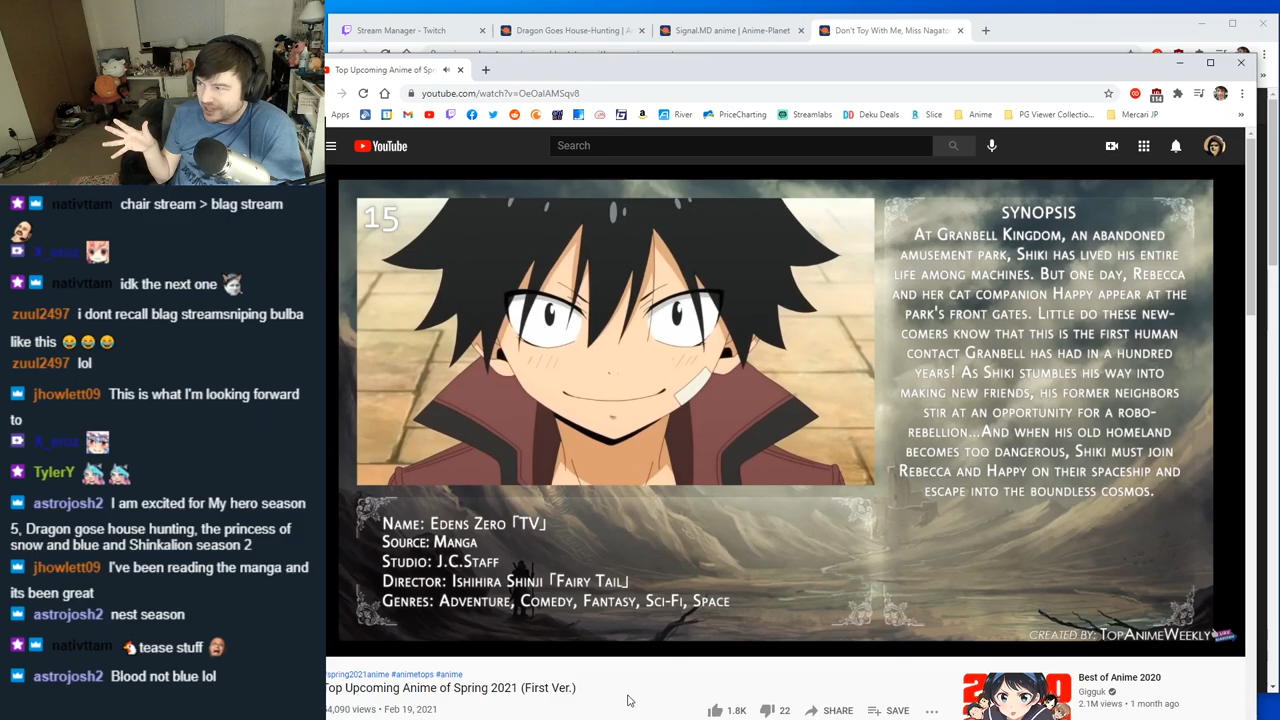 Stream Manager - Twitch
Dragon Goes House-Hunting | A
Signal.MD anime | Anime-Planet
Don't Toy With Me, Miss Nagato
Top Upcoming Anime of Spr
youtube.com/watch?v=OeOalAMSqv8
114
Apps
River
PriceCharting
Streamlabs
Deku Deals
Slice
Anime
PG Viewer Collectio...
Mercari JP
YouTube
Search
nativttam chair stream > blag stream
X_eroz
nativttam idk the next one
zuul2497 i dont recall blag streamsniping bulba
like this
zuul2497 lol
jhowlett09 This is what I'm looking forward
to
X_eroz
TylerY
astrojosh2 I am excited for My hero season
5, Dragon gose house hunting, the princess of
snow and blue and Shinkalion season 2
jhowlett09 I've been reading the manga and
its been great
astrojosh2 nest season
nativttam tease stuff
astrojosh2 Blood not blue lol
15
SYNOPSIS
At Granbell Kingdom, an abandoned
amusement park, Shiki has lived his entire
life among machines. But one day, Rebecca
and her cat companion Happy appear at the
park's front gates. Little do these new-
comers know that this is the first human
contact Granbell has had in a hundred
years! As Shiki stumbles his way into
making new friends, his former neighbors
stir at an opportunity for a robo-
rebellion...And when his old homeland
becomes too dangerous, Shiki must join
Rebecca and Happy on their spaceship and
escape into the boundless cosmos.
Name: Edens Zero「TV」
Source: Manga
Studio: J.C.Staff
Director: Ishihira Shinji「Fairy Tail」
Genres: Adventure, Comedy, Fantasy, Sci-Fi, Space
Created by: TopAnimeWeekly
#spring2021anime #animetops #anime
Top Upcoming Anime of Spring 2021 (First Ver.)
4,090 views • Feb 19, 2021
1.8K
22
SHARE
SAVE
Best of Anime 2020
Gigguk
2.1M views • 1 month ago